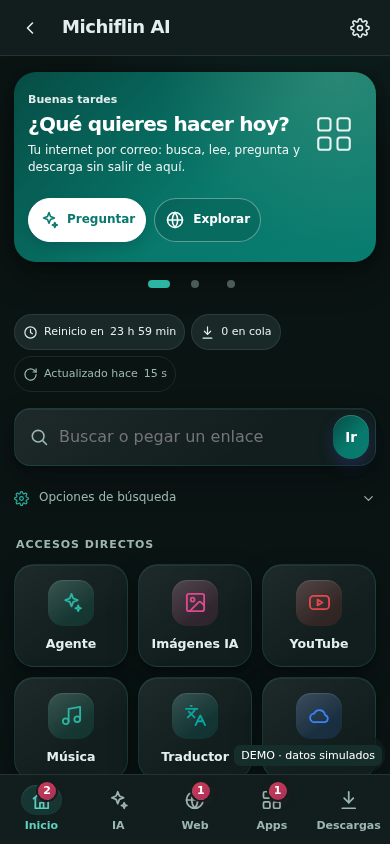 Michiflin AI
Buenas tardes
¿Qué quieres hacer hoy?
Tu internet por correo: busca, lee, pregunta y
descarga sin salir de aquí.
Preguntar
Explorar
Reinicio en 23 h 59 min
0 en cola
Actualizado hace 15 s
Buscar o pegar un enlace
Ir
Opciones de búsqueda
ACCESOS DIRECTOS
Agente
Imágenes IA
YouTube
Música
Traductor
DEMO · datos simulados
2
1
1
Inicio
IA
Web
Apps
Descargas